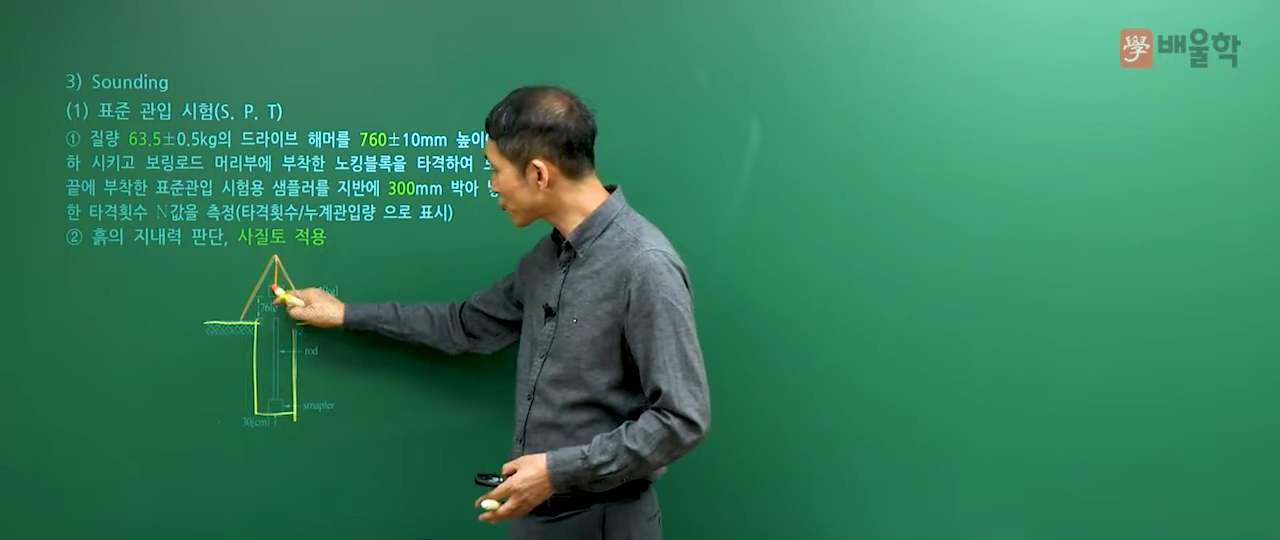 學 배울학
3) Sounding
(1) 표준 관입 시험(S. P. T)
① 질량 63.5±0.5kg의 드라이브 해머를 760±10mm
하 시키고 보링로드 머리부에 부착한 노킹블록을 타격하여
끝에 부착한 표준관입 시험용 샘플러를 지반에 300mm 박아
한 타격횟수 N값을 측정(타격횟수/누계관입량 으로 표시)
② 흙의 지내력 판단, 사질토 적용
rod
smapler
30[cm]